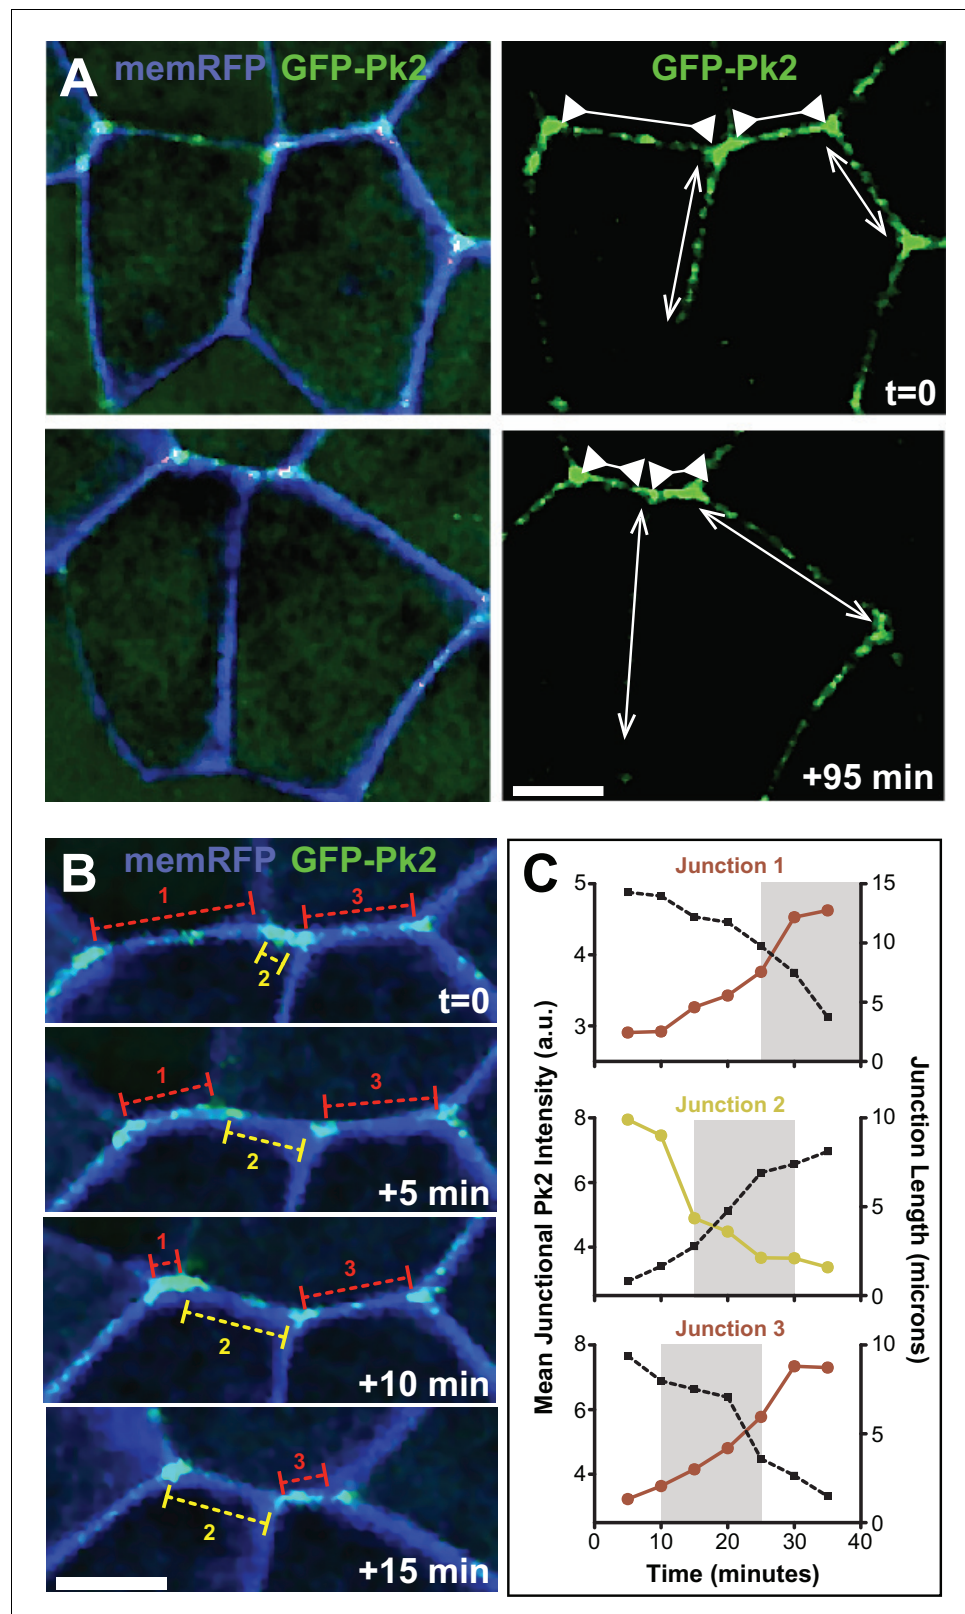 A
memRFP GFP-Pk2
GFP-Pk2
t=0
+95 min
B
memRFP GFP-Pk2
1
3
2
t=0
1
3
2
+5 min
1
3
2
+10 min
3
2
+15 min
C
Junction 1
5
4
3
15
10
5
0
Junction 2
8
6
4
10
5
0
Junction 3
8
6
4
10
5
0
0 10 20 30 40
Time (minutes)
Mean Junctional Pk2 Intensity (a.u.)
Junction Length (microns)